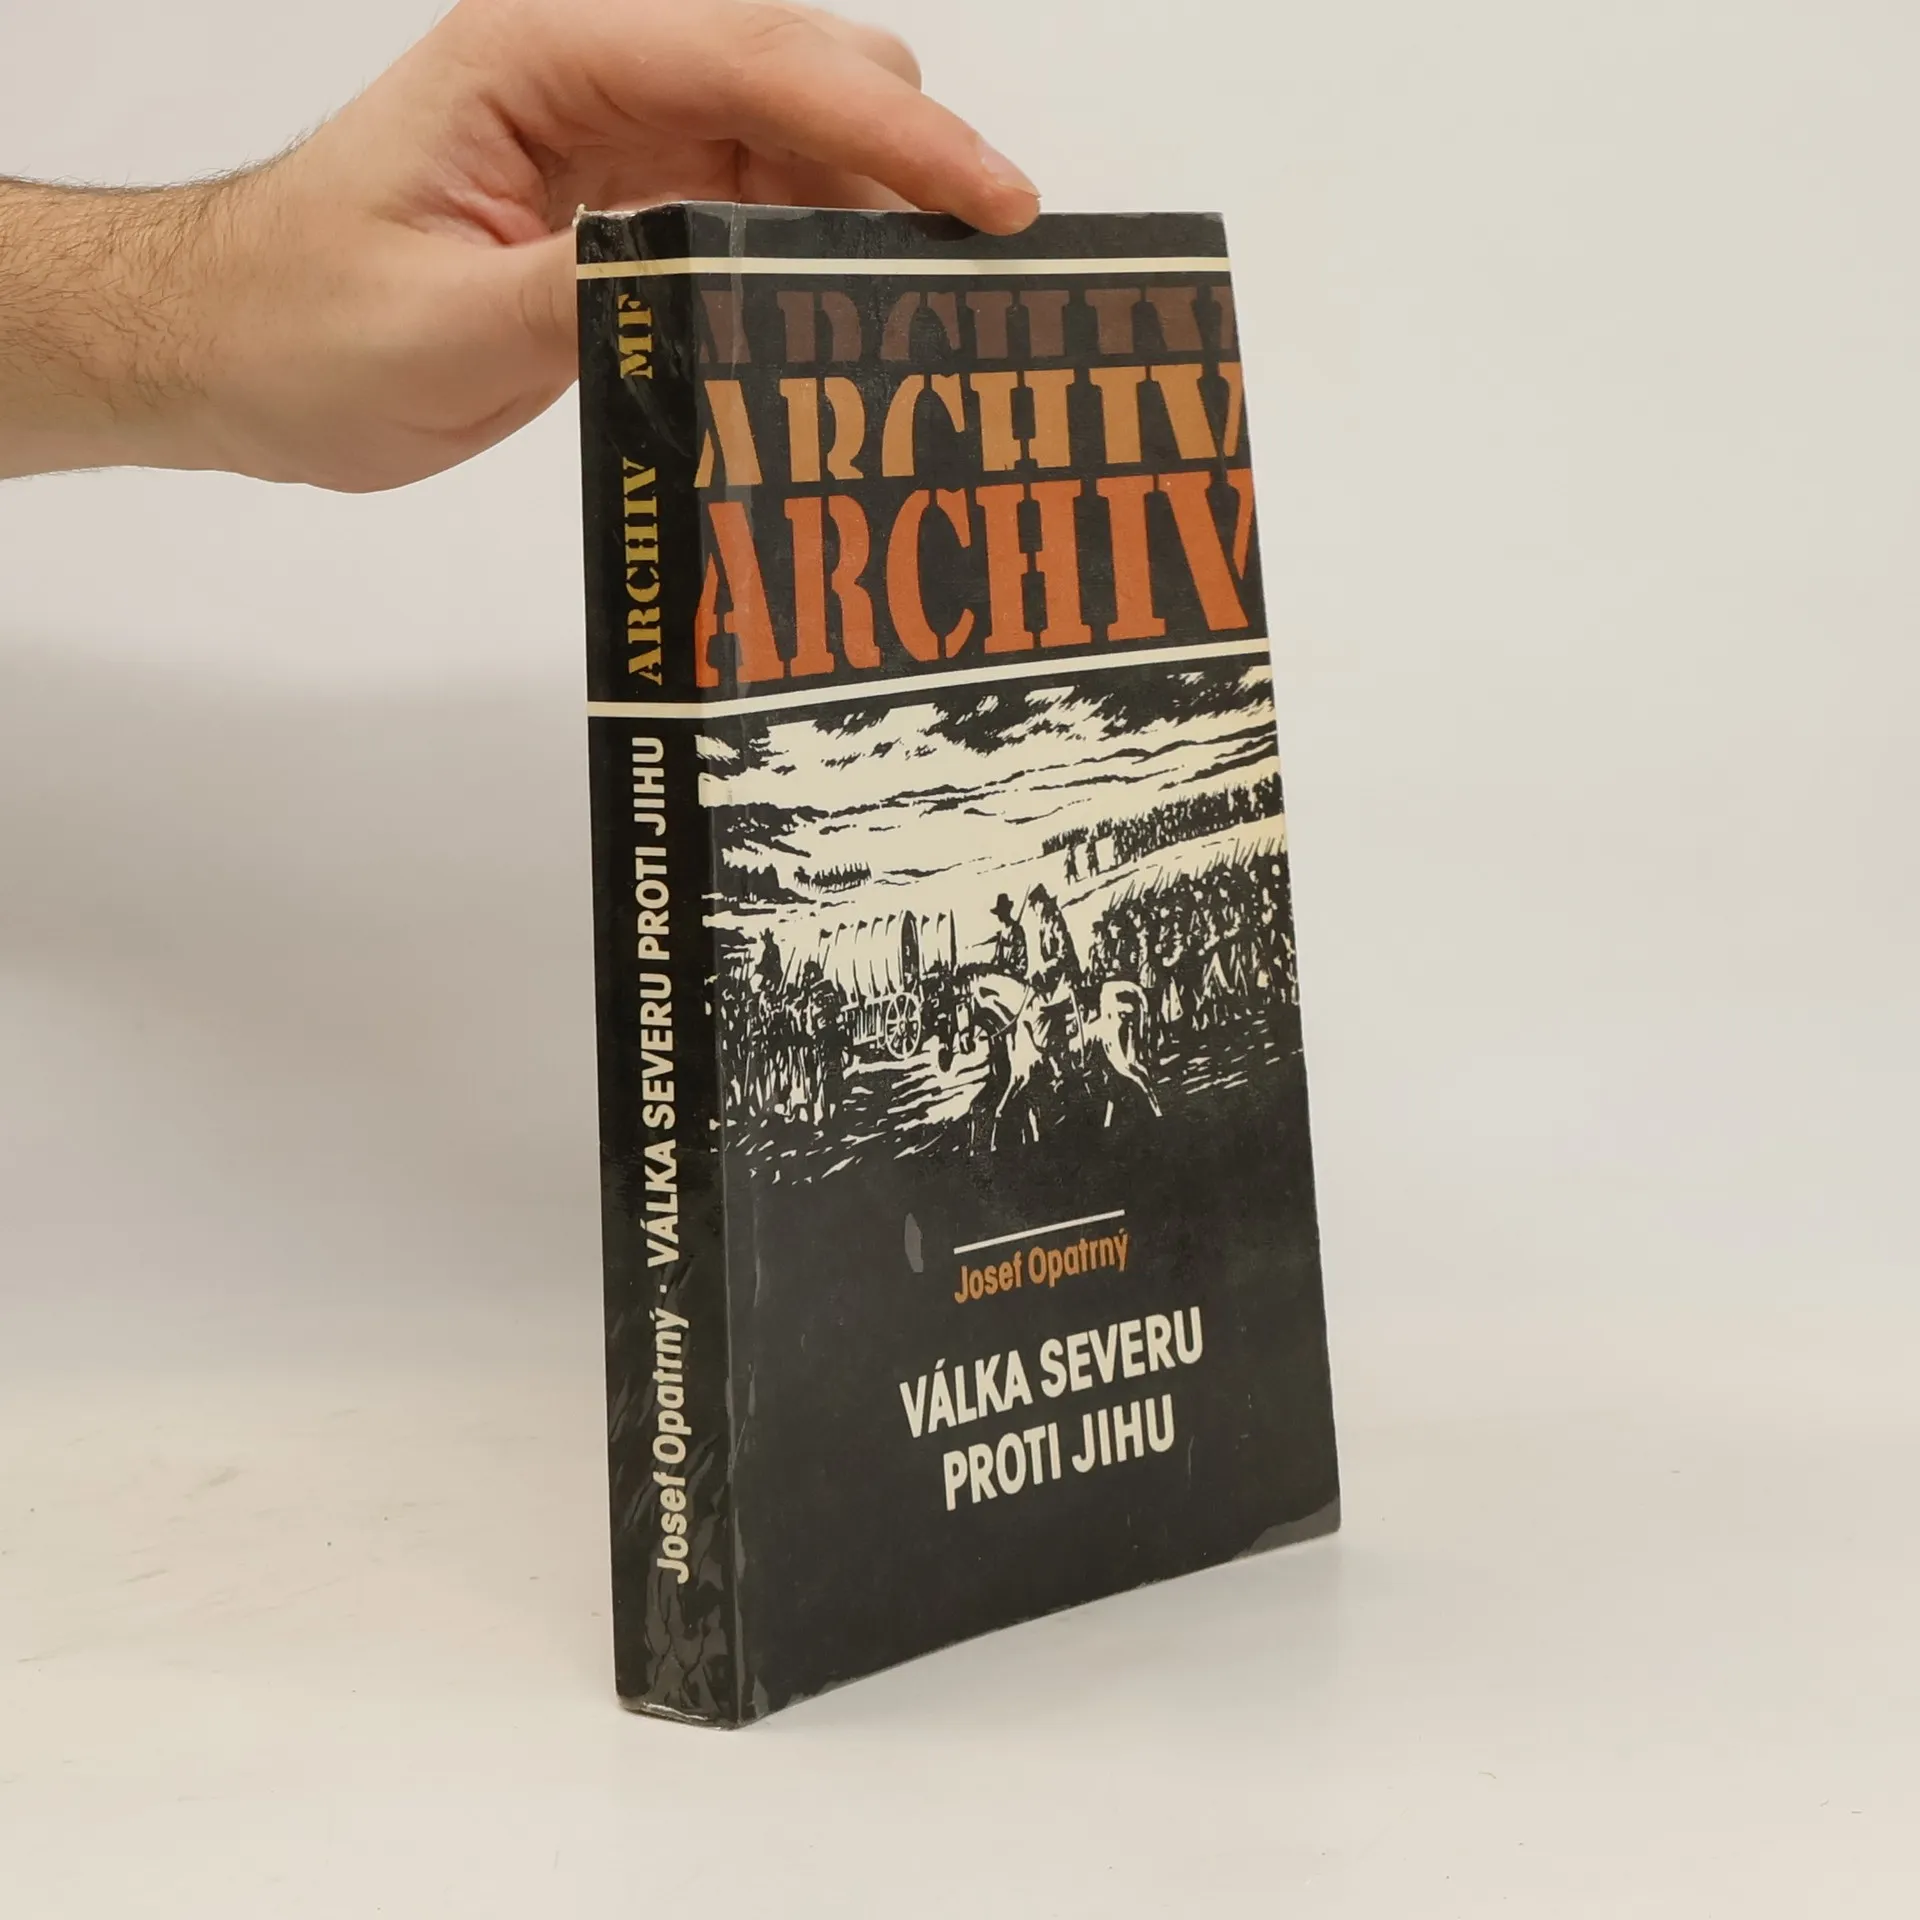 MF
ARCHIV
Josef Opatrný · VÁLKA SEVERU PROTI JIHU
ARCHIV
ARCHIV
ARCHIV
Josef Opatrný
VÁLKA SEVERU
PROTI JIHU